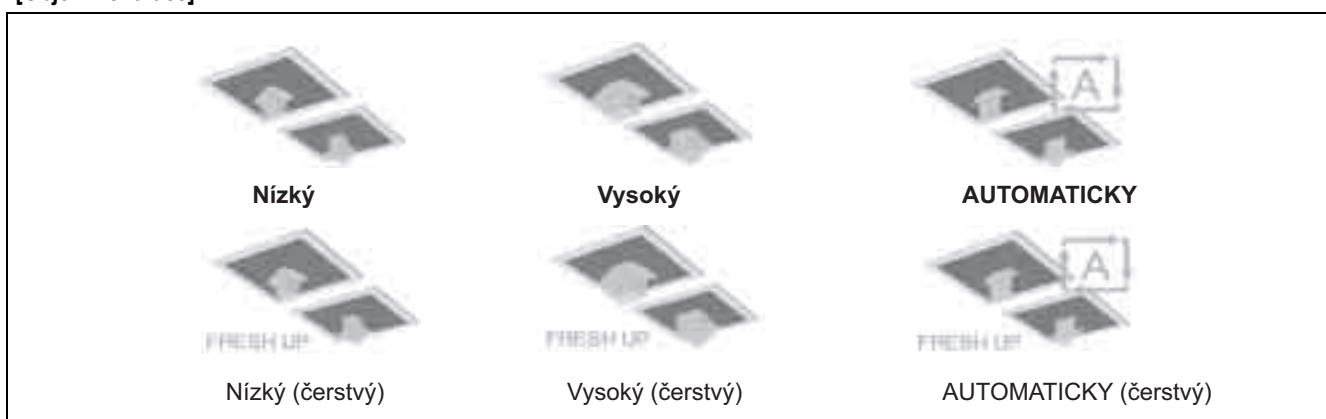 A
Nízký Vysoký AUTOMATICKY
A
FRESH UP FRESH UP FRESH UP
Nízký (čerstvý) Vysoký (čerstvý) AUTOMATICKY (čerstvý)